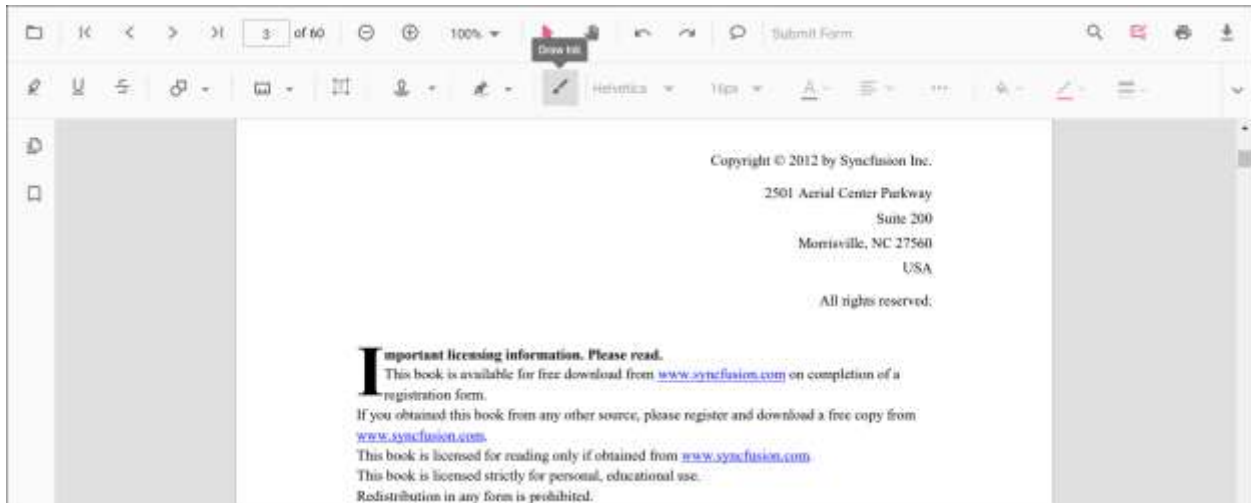 3 of 60 100% Submit Form
Draw Ink
Helvetica 16px A
Copyright © 2012 by Syncfusion Inc.
2501 Aerial Center Parkway
Suite 200
Morrisville, NC 27560
USA
All rights reserved.
Important licensing information. Please read.
This book is available for free download from www.syncfusion.com on completion of a
registration form.
If you obtained this book from any other source, please register and download a free copy from
www.syncfusion.com.
This book is licensed for reading only if obtained from www.syncfusion.com.
This book is licensed strictly for personal, educational use.
Redistribution in any form is prohibited.